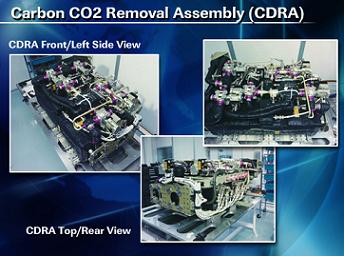 Carbon CO2 Removal Assembly (CDRA)
CDRA Front/Left Side View
CDRA Top/Rear View